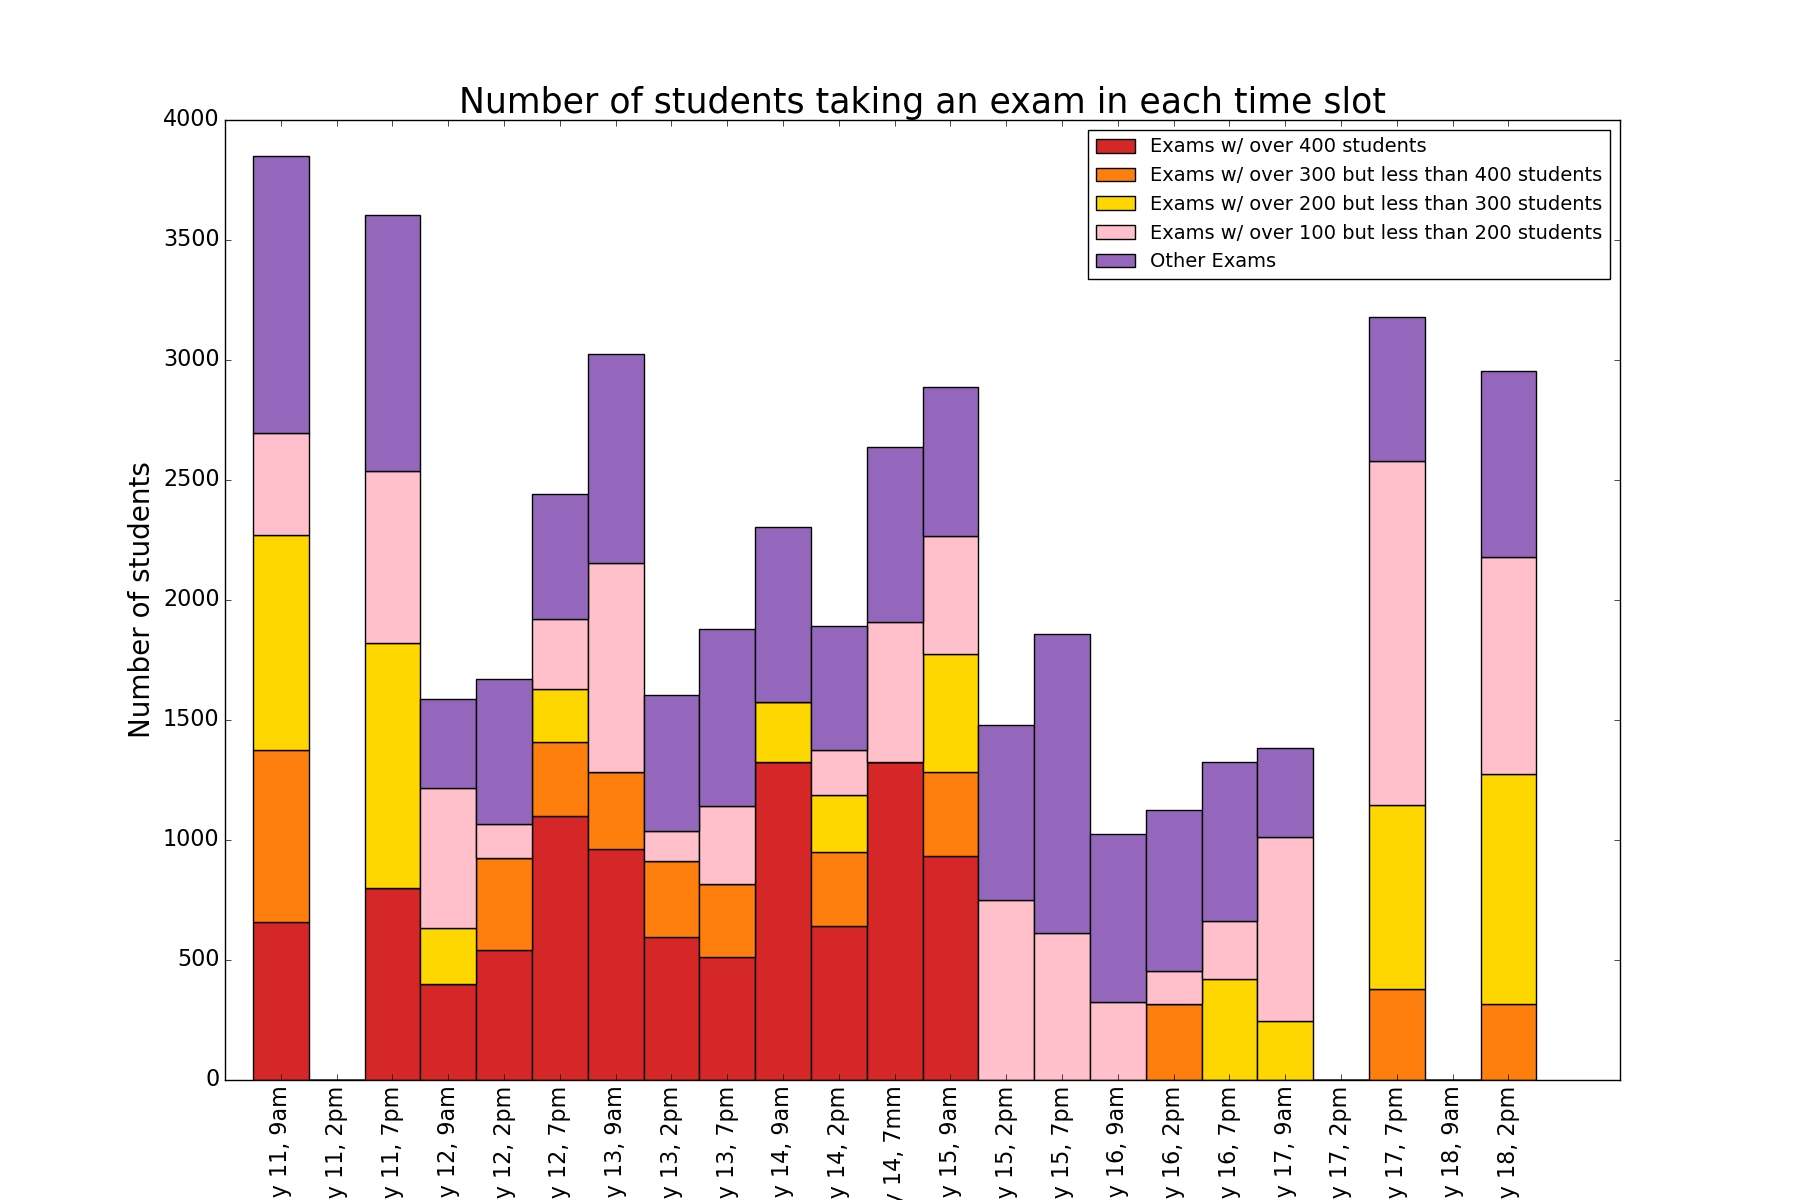 Number of students taking an exam in each time slot
Number of students
4000
3500
3000
2500
2000
1500
1000
500
0
Exams w/ over 400 students
Exams w/ over 300 but less than 400 students
Exams w/ over 200 but less than 300 students
Exams w/ over 100 but less than 200 students
Other Exams
y 11, 9am
y 11, 2pm
y 11, 7pm
y 12, 9am
y 12, 2pm
y 12, 7pm
y 13, 9am
y 13, 2pm
y 13, 7pm
y 14, 9am
y 14, 2pm
y 14, 7mm
y 15, 9am
y 15, 2pm
y 15, 7pm
y 16, 9am
y 16, 2pm
y 16, 7pm
y 17, 9am
y 17, 2pm
y 17, 7pm
y 18, 9am
y 18, 2pm